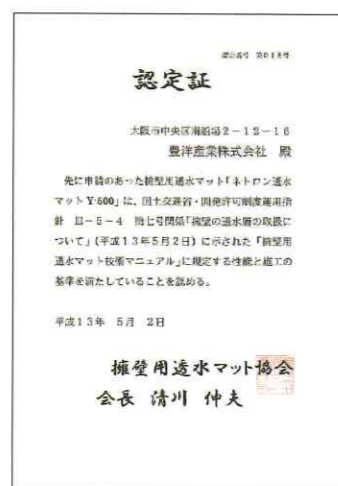 認定番号 第018号
認定証
大阪市中央区南船場2-12-16
豊洋産業株式会社 殿
先に申請のあった擁壁用透水マット「ネトロン透水
マットY-600」は、国土交通省・開発許可制度運用指
針 Ⅲ-5-4 第七号関係「擁壁の透水層の取扱に
ついて」(平成13年5月2日)に示された「擁壁用
透水マット技術マニュアル」に規定する性能と施工の
基準を満たしていることを認める。
平成13年 5月 2日
擁壁用透水マット協会
会長 清川 仲夫